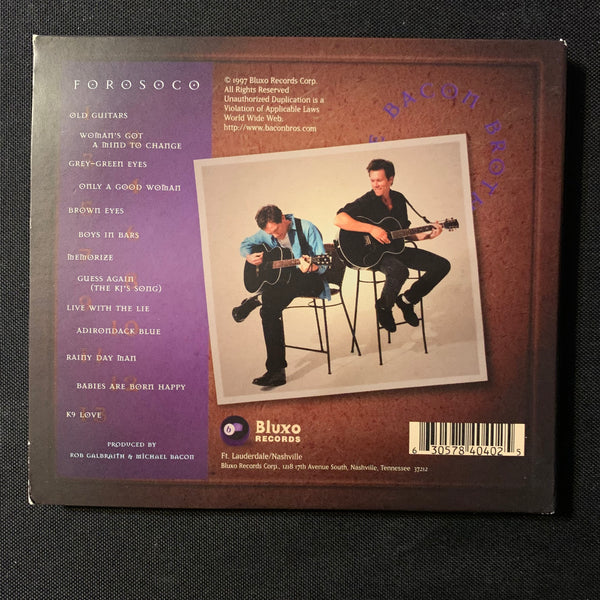 FOROSOCO
OLD GUITARS
WOMAN'S GOT
A MIND TO CHANGE
GREY-GREEN EYES
ONLY A GOOD WOMAN
BROWN EYES
BOYS IN BARS
MEMORIZE
GUESS AGAIN
(THE KJ'S SONG)
LIVE WITH THE LIE
ADIRONDACK BLUE
RAINY DAY MAN
BABIES ARE BORN HAPPY
K9 LOVE
PRODUCED BY
ROB GALBRAITH & MICHAEL BACON
© 1997 Bluxo Records Corp.
All Rights Reserved
Unauthorized Duplication is a
Violation of Applicable Laws
World Wide Web:
http://www.baconbros.com
E BACON BROT
b
Bluxo
RECORDS
Ft. Lauderdale/Nashville
Bluxo Records Corp., 1218 17th Avenue South, Nashville, Tennessee 37212
6 30578 40402 5